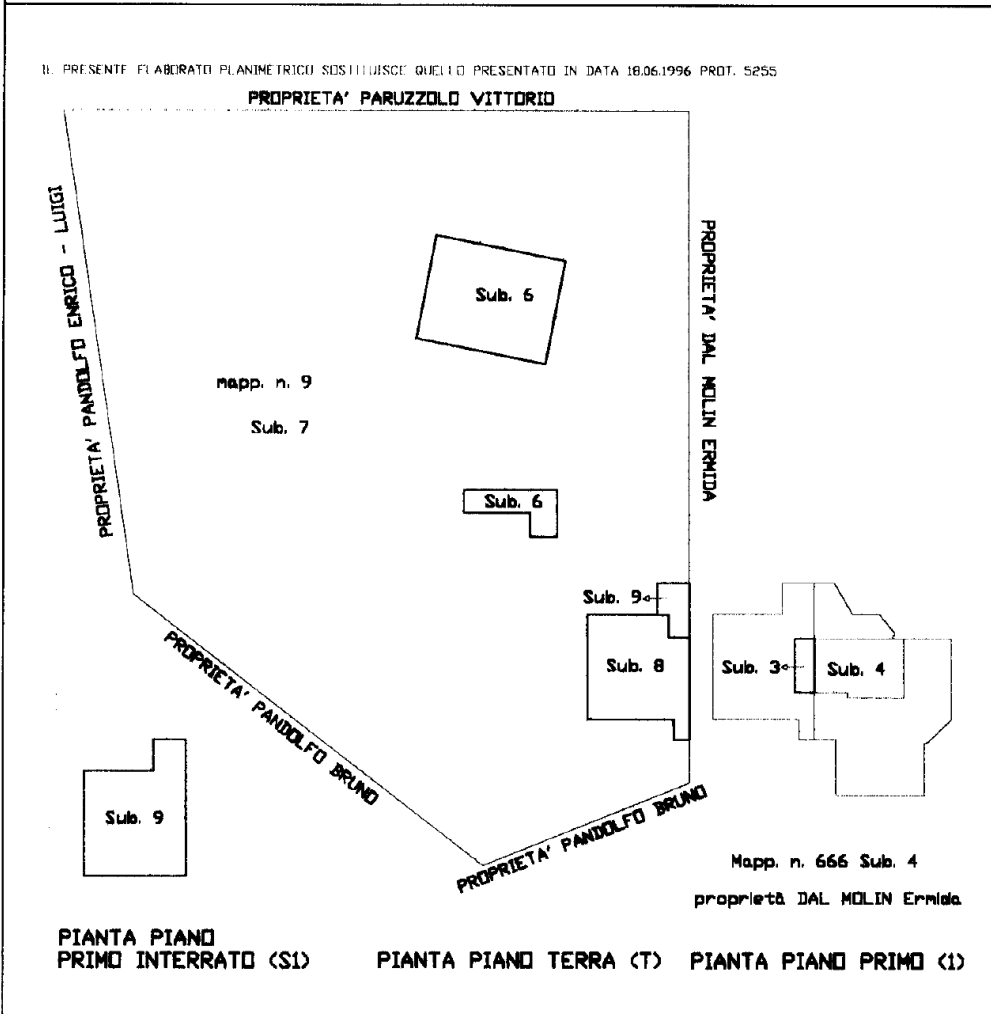 IL PRESENTE ELABORATO PLANIMETRICO SOSTITUISCE QUELLO PRESENTATO IN DATA 18.06.1996 PROT. 5255
PROPRIETA' PARUZZOLO VITTORIO
PROPRIETA' PANDOLFO ENRICO - LUIGI
PROPRIETA' DAL MOLIN ERMIDA
Sub. 6
mapp. n. 9
Sub. 7
Sub. 6
Sub. 9
Sub. 8
Sub. 3
Sub. 4
PROPRIETA' PANDOLFO BRUNO
Sub. 9
PROPRIETA' PANDOLFO BRUNO
Mapp. n. 666 Sub. 4
proprietà DAL MOLIN Ermida
PIANTA PIANO
PRIMO INTERRATO (S1)
PIANTA PIANO TERRA (T)
PIANTA PIANO PRIMO (1)